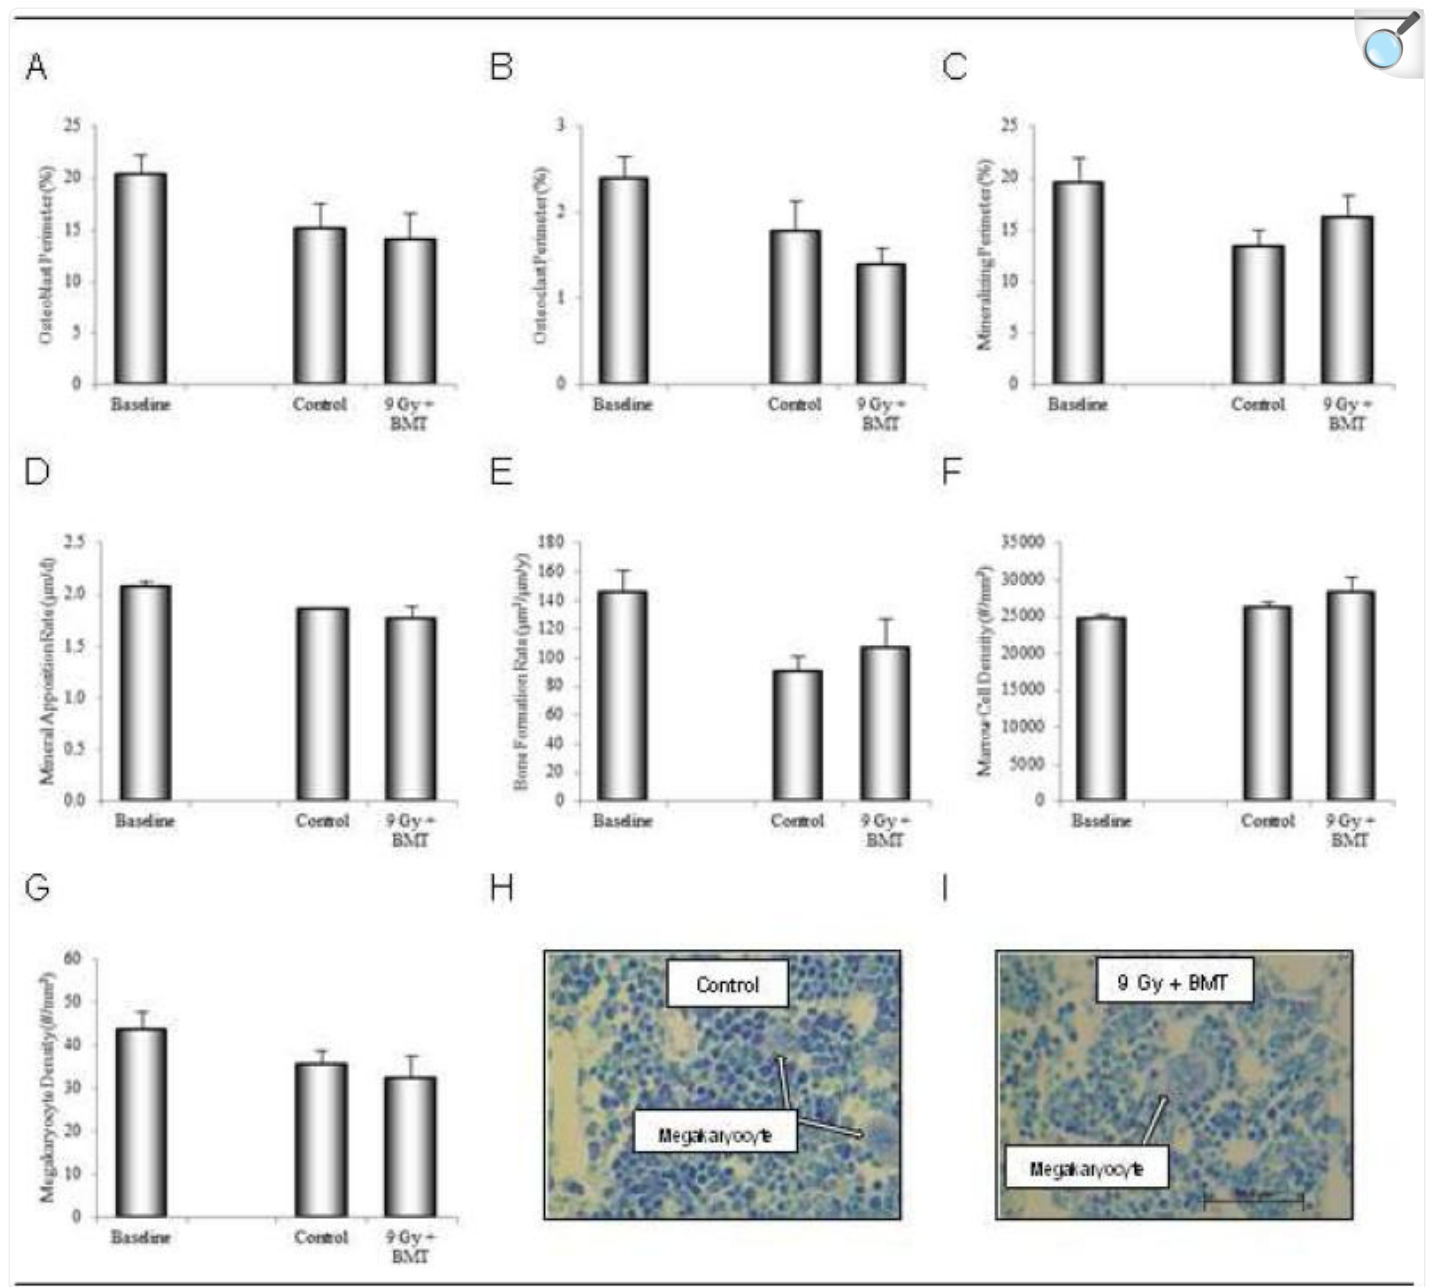 A
B
C
Osteoblast Perimeter (%)
25
20
15
10
5
0
Baseline
Control
9 Gy +
BMT
Osteoclast Perimeter (%)
3
2
1
0
Baseline
Control
9 Gy +
BMT
Mineralizing Perimeter (%)
25
20
15
10
5
0
Baseline
Control
9 Gy +
BMT
D
E
F
Mineral Apposition Rate (µm/d)
2.5
2.0
1.5
1.0
0.5
0.0
Baseline
Control
9 Gy +
BMT
Bone Formation Rate (µm³/µm/y)
180
160
140
120
100
80
60
40
20
0
Baseline
Control
9 Gy +
BMT
Marrow Cell Density (#/mm²)
35000
30000
25000
20000
15000
10000
5000
0
Baseline
Control
9 Gy +
BMT
G
H
I
Megakaryocyte Density (#/mm²)
60
50
40
30
20
10
0
Baseline
Control
9 Gy +
BMT
Control
Megakaryocyte
9 Gy + BMT
Megakaryocyte